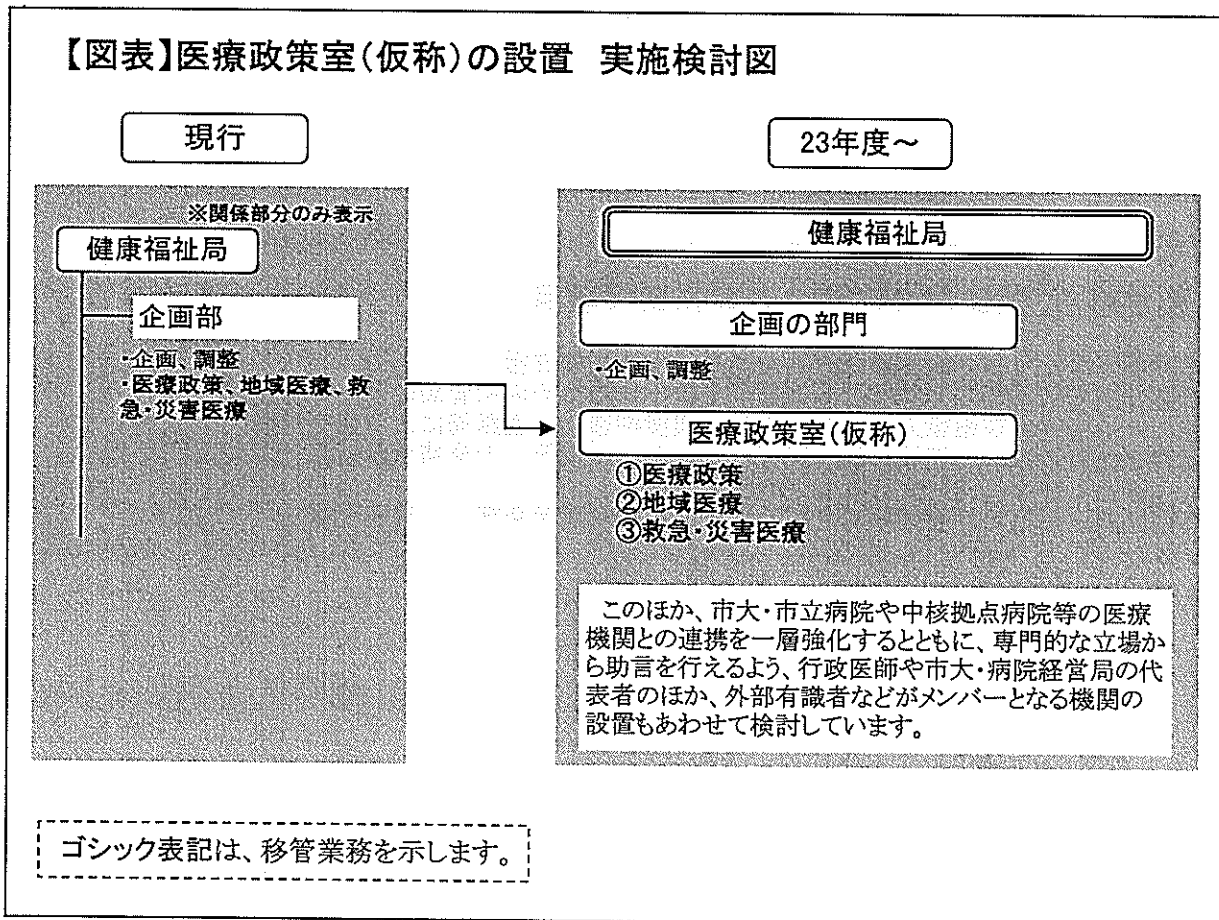 【図表】医療政策室(仮称)の設置 実施検討図
現行
※関係部分のみ表示
健康福祉局
企画部
・企画、調整
・医療政策、地域医療、救
急・災害医療
23年度～
健康福祉局
企画の部門
・企画、調整
医療政策室(仮称)
①医療政策
②地域医療
③救急・災害医療
このほか、市大・市立病院や中核拠点病院等の医療
機関との連携を一層強化するとともに、専門的な立場か
ら助言を行えるよう、行政医師や市大・病院経営局の代
表者のほか、外部有識者などがメンバーとなる機関の
設置もあわせて検討しています。
ゴシック表記は、移管業務を示します。